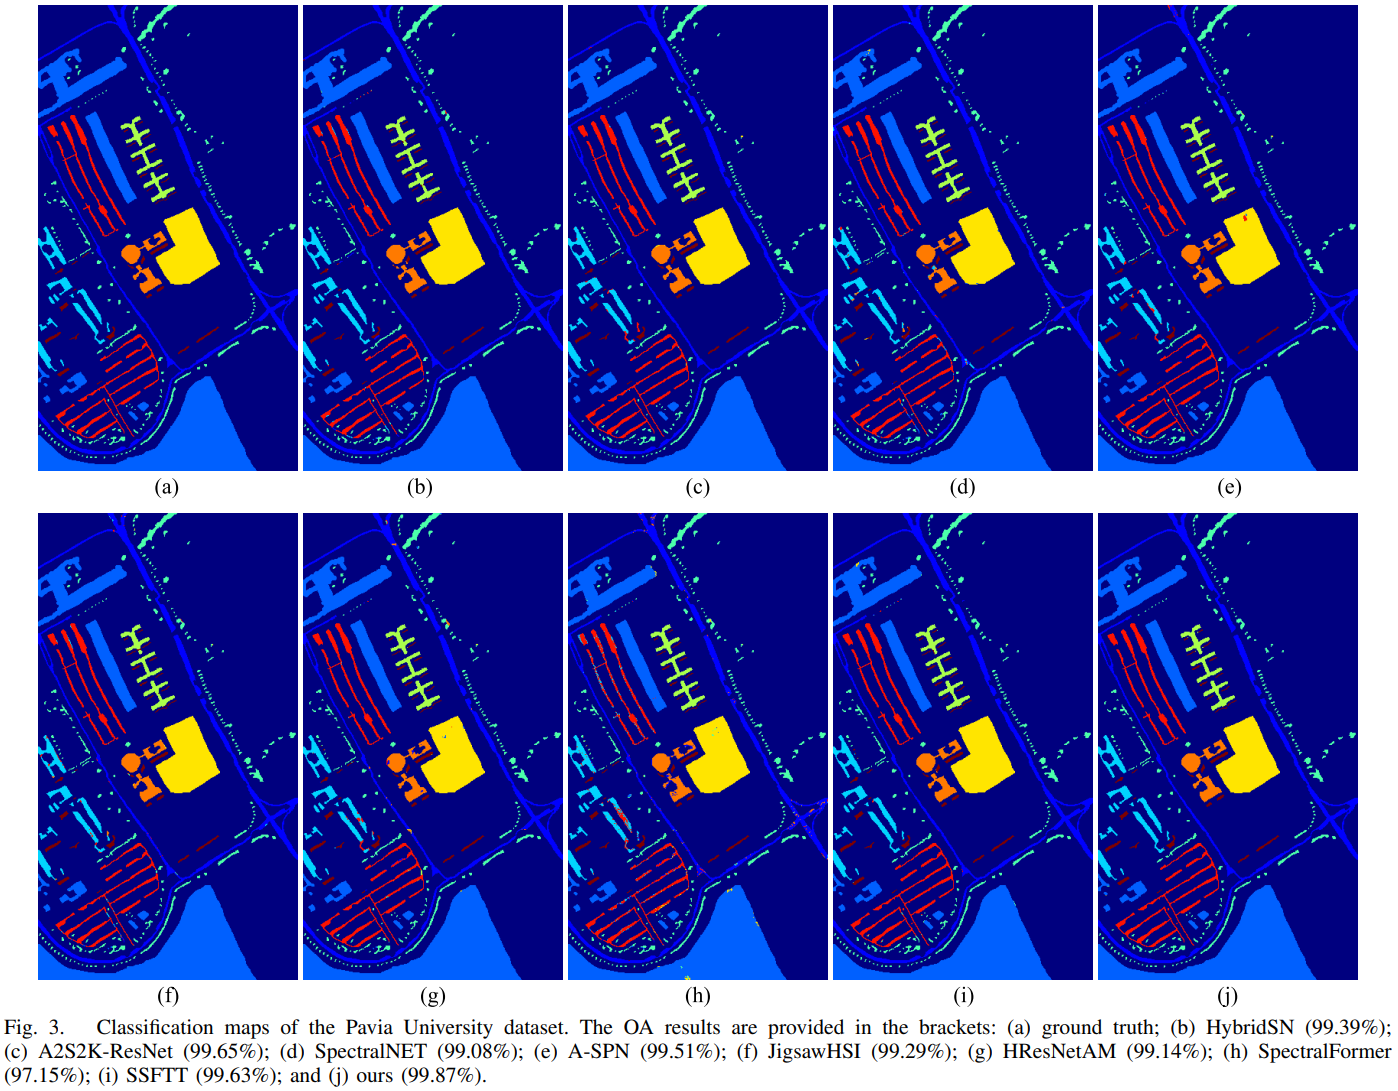 (a) (b) (c) (d) (e)
(f) (g) (h) (i) (j)
Fig. 3. Classification maps of the Pavia University dataset. The OA results are provided in the brackets: (a) ground truth; (b) HybridSN (99.39%);
(c) A2S2K-ResNet (99.65%); (d) SpectralNET (99.08%); (e) A-SPN (99.51%); (f) JigsawHSI (99.29%); (g) HResNetAM (99.14%); (h) SpectralFormer
(97.15%); (i) SSFTT (99.63%); and (j) ours (99.87%).